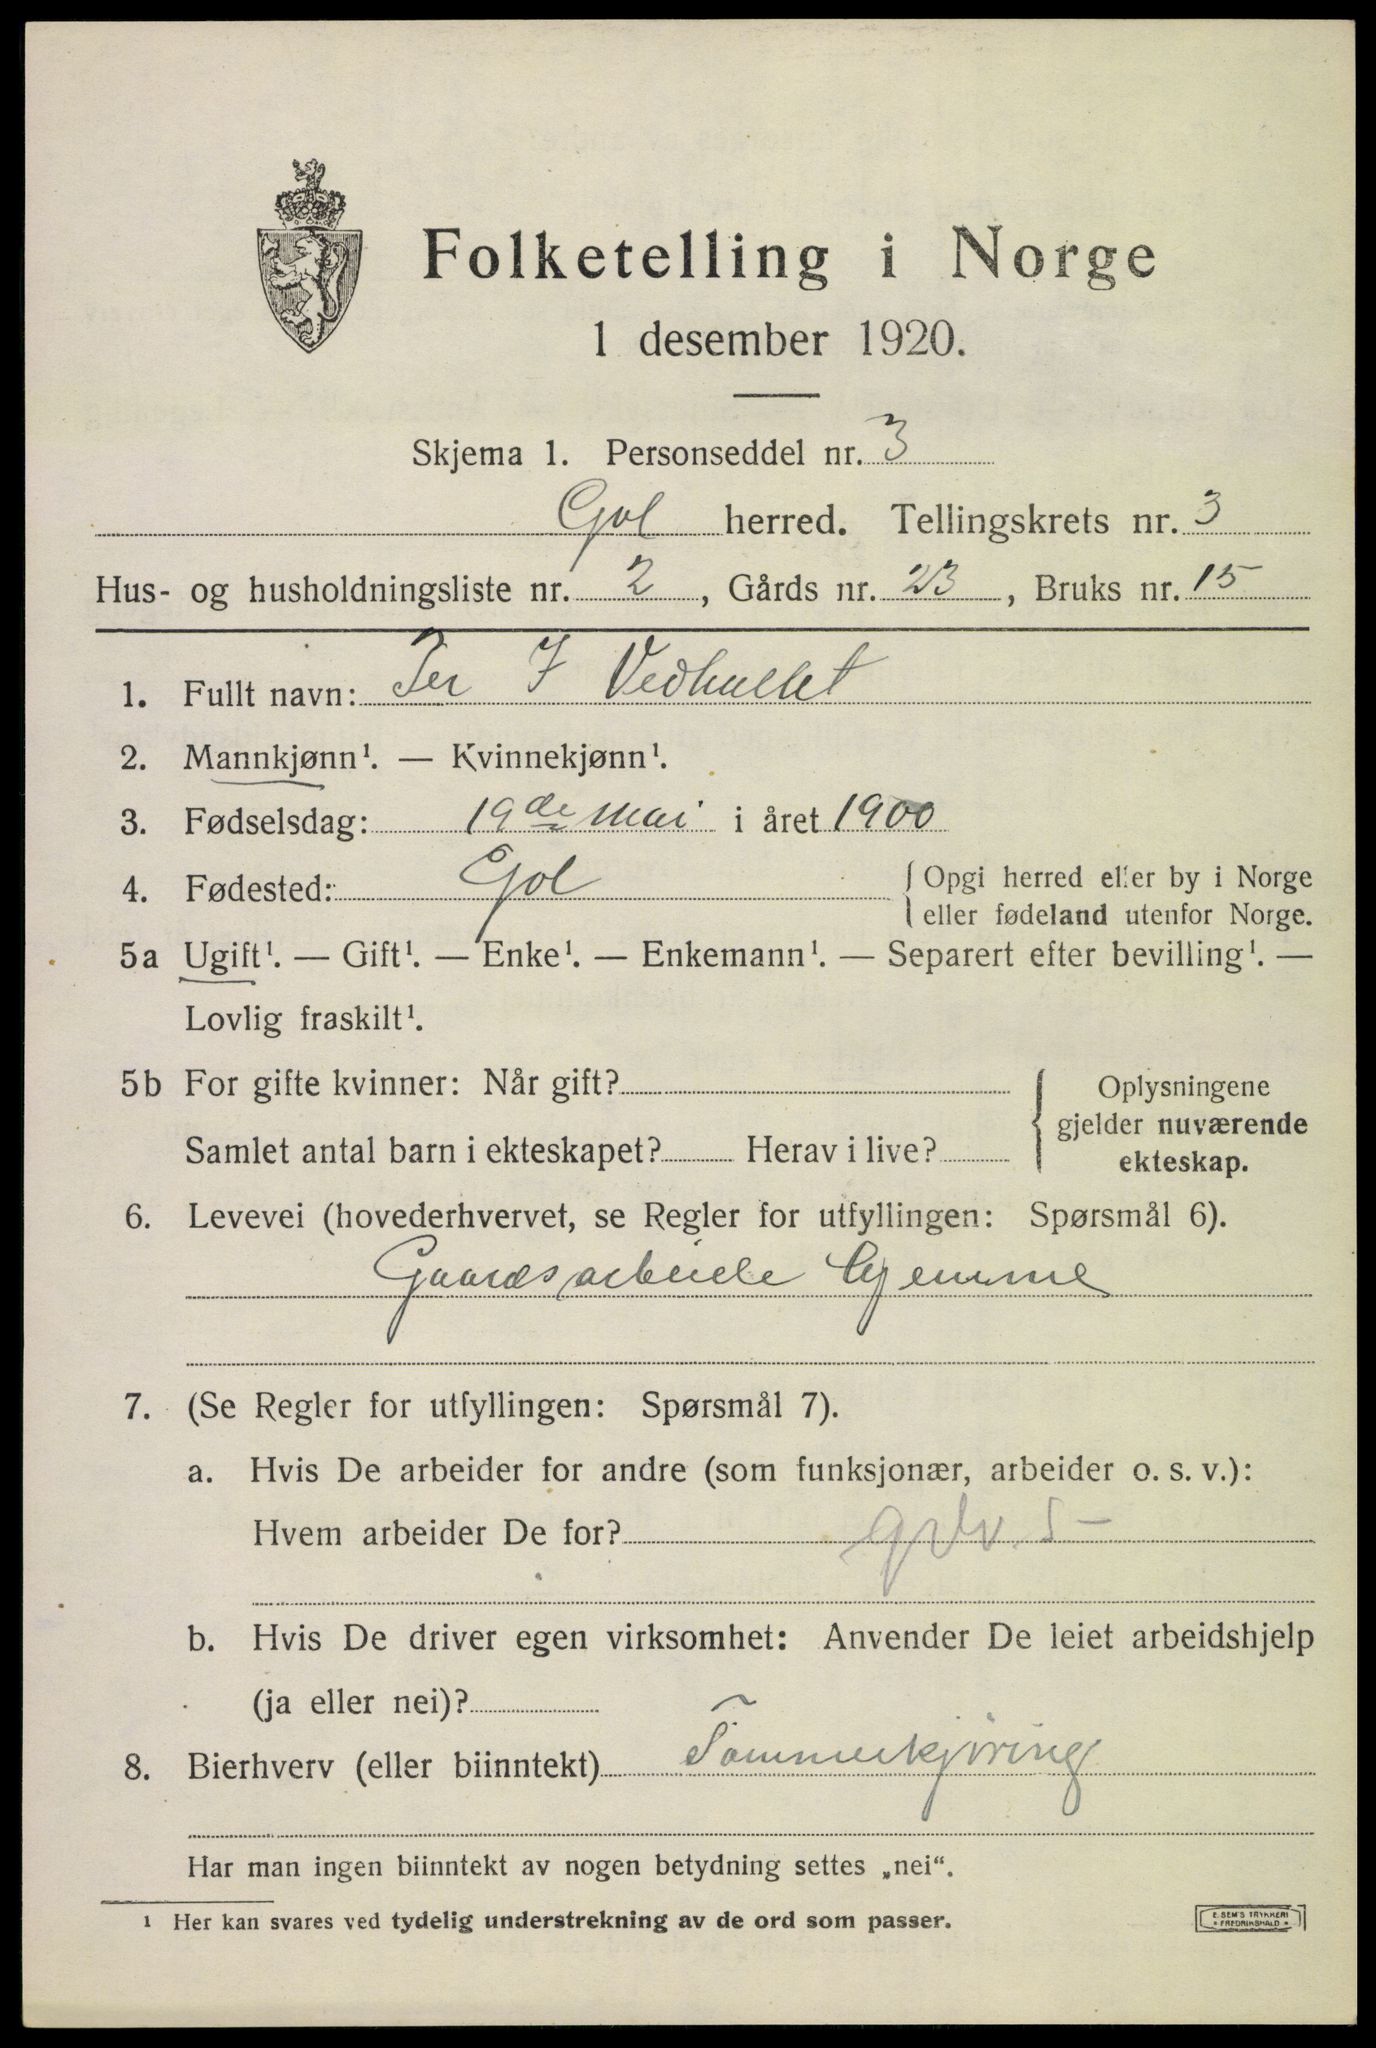 Folketelling i Norge
1 desember 1920.
Skjema 1. Personseddel nr. 3
Gol herred. Tellingskrets nr. 3
Hus- og husholdningsliste nr. 2, Gårds nr. 23, Bruks nr. 15
1. Fullt navn: Per I Vedhullet
2. Mannkjønn¹. — Kvinnekjønn¹.
3. Fødselsdag: 19de mai i året 1900
4. Fødested: Gol
{ Opgi herred eller by i Norge
eller fødeland utenfor Norge.
5a Ugift¹. — Gift¹. — Enke¹. — Enkemann¹. — Separert efter bevilling¹. —
Lovlig fraskilt¹.
5b For gifte kvinner: Når gift?
Samlet antal barn i ekteskapet? Herav i live?
{ Oplysningene
gjelder nuværende
ekteskap.
6. Levevei (hovederhvervet, se Regler for utfyllingen: Spørsmål 6).
Gaardsarbeide hjemme
7. (Se Regler for utfyllingen: Spørsmål 7).
a. Hvis De arbeider for andre (som funksjonær, arbeider o. s. v.):
Hvem arbeider De for?
b. Hvis De driver egen virksomhet: Anvender De leiet arbeidshjelp
(ja eller nei)?
8. Bierhverv (eller biinntekt) Tømmerkjøring
Har man ingen biinntekt av nogen betydning settes „nei“.
¹ Her kan svares ved tydelig understrekning av de ord som passer.
E. SEM'S TRYKKERI
FREDRIKSHALD